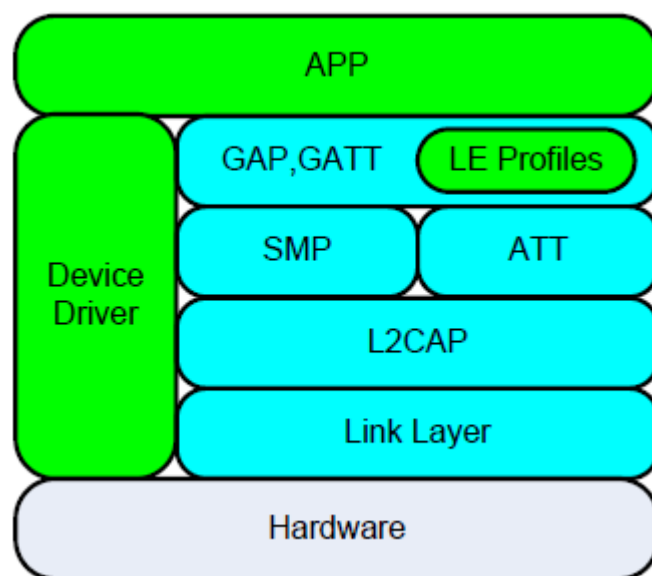 APP
GAP,GATT
LE Profiles
SMP
ATT
Device
Driver
L2CAP
Link Layer
Hardware